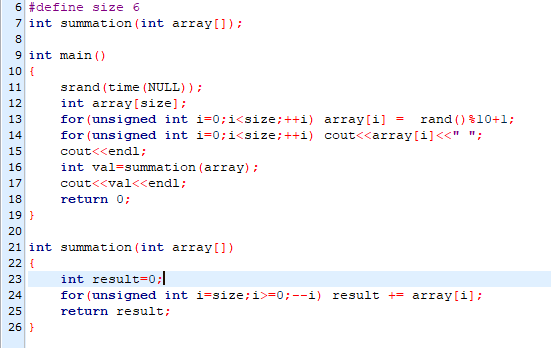 6 #define size 6
7 int summation(int array[]);
8
9 int main()
10 {
11     srand(time(NULL));
12     int array[size];
13     for(unsigned int i=0;i<size;++i) array[i] =  rand()%10+1;
14     for(unsigned int i=0;i<size;++i) cout<<array[i]<<" ";
15     cout<<endl;
16     int val=summation(array);
17     cout<<val<<endl;
18     return 0;
19 }
20
21 int summation(int array[])
22 {
23     int result=0;
24     for(unsigned int i=size;i>=0;--i) result += array[i];
25     return result;
26 }